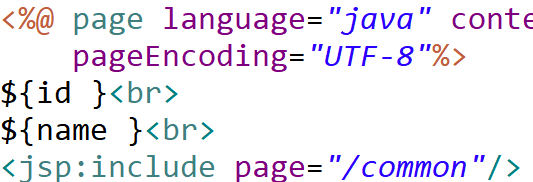 <%@ page language="java" conte
pageEncoding="UTF-8"%>
${id }<br>
${name }<br>
<jsp:include page="/common"/>